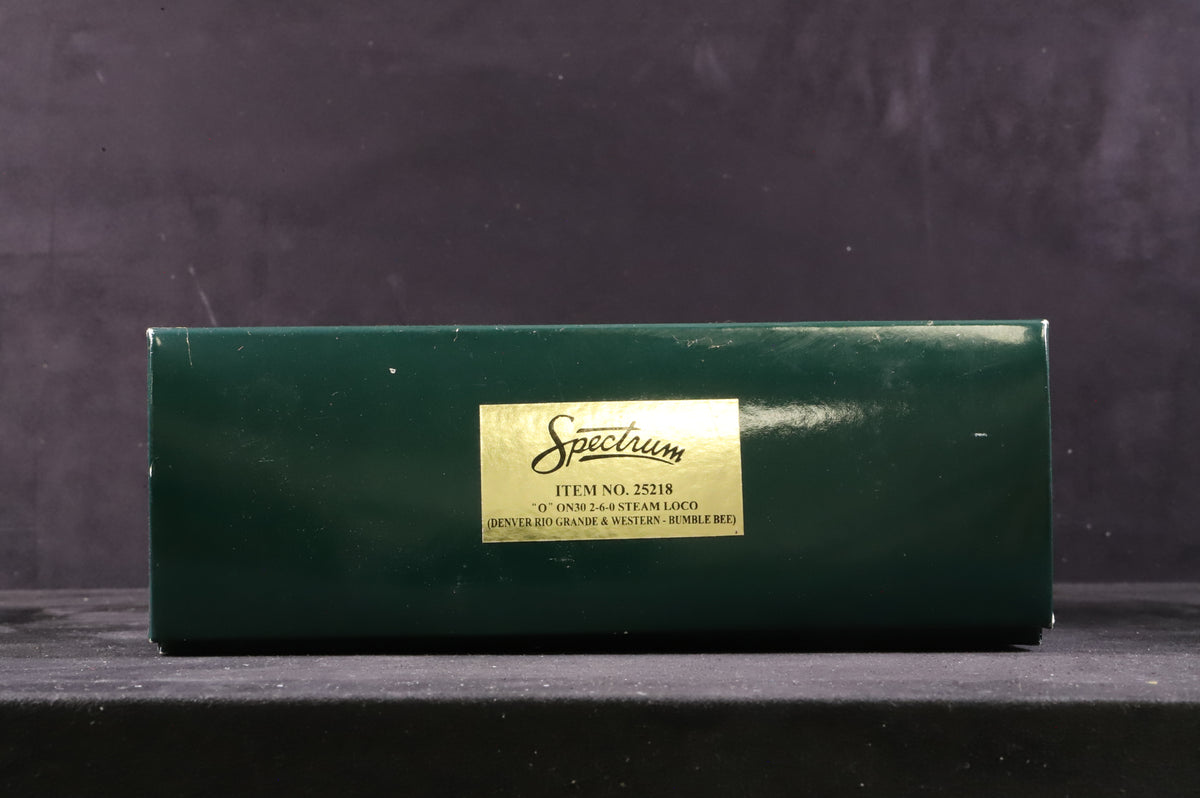 Spectrum
ITEM NO. 25218
"O" ON30 2-6-0 STEAM LOCO
(DENVER RIO GRANDE & WESTERN - BUMBLE BEE)